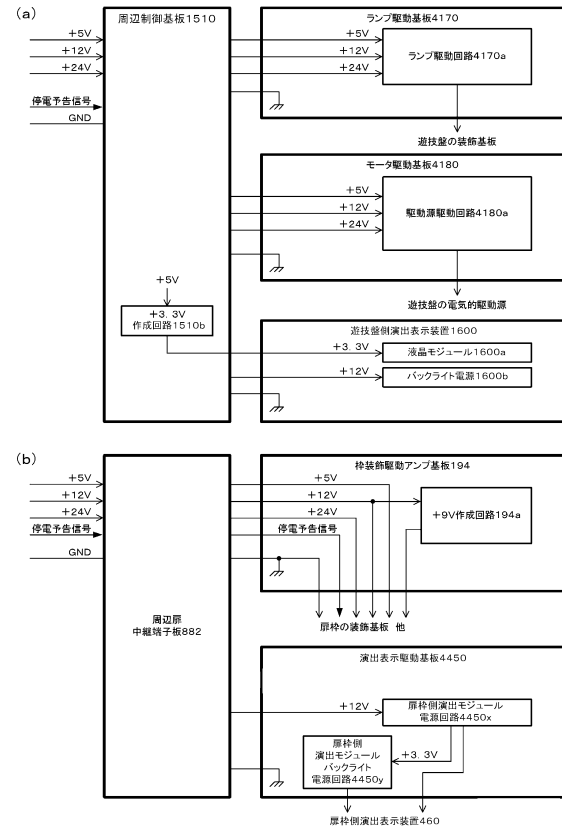 (a)
周辺制御基板1510
+5V
+12V
+24V
停電予告信号
GND
+5V
+3.3V
作成回路1510b
ランプ駆動基板4170
+5V
+12V
+24V
ランプ駆動回路4170a
遊技盤の装飾基板
モータ駆動基板4180
+5V
+12V
+24V
駆動源駆動回路4180a
遊技盤の電気的駆動源
遊技盤側演出表示装置1600
+3.3V
液晶モジュール1600a
+12V
バックライト電源1600b
(b)
+5V
+12V
+24V
停電予告信号
GND
周辺扉
中継端子板882
枠装飾駆動アンプ基板194
+5V
+12V
+24V
停電予告信号
+9V作成回路194a
扉枠の装飾基板 他
演出表示駆動基板4450
+12V
扉枠側演出モジュール
電源回路4450x
+3.3V
扉枠側
演出モジュール
バックライト
電源回路4450y
扉枠側演出表示装置460